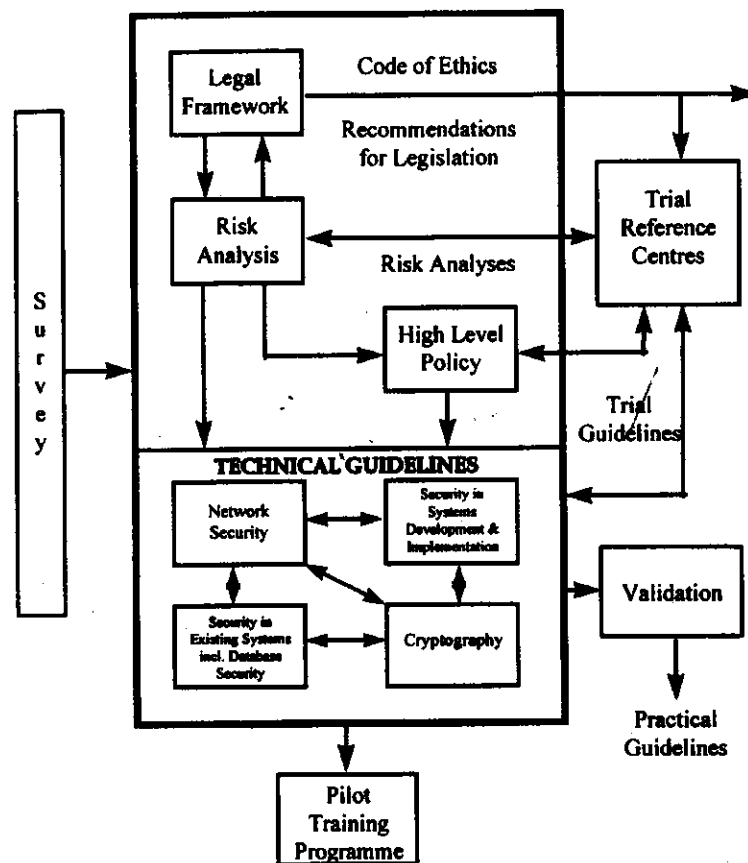 Survey
Legal
Framework
Code of Ethics
Recommendations
for Legislation
Risk
Analysis
Risk Analyses
Trial
Reference
Centres
High Level
Policy
Trial
Guidelines
TECHNICAL GUIDELINES
Network
Security
Security in
Systems
Development &
Implementation
Security in
Existing Systems
incl. Database
Security
Cryptography
Validation
Practical
Guidelines
Pilot
Training
Programme